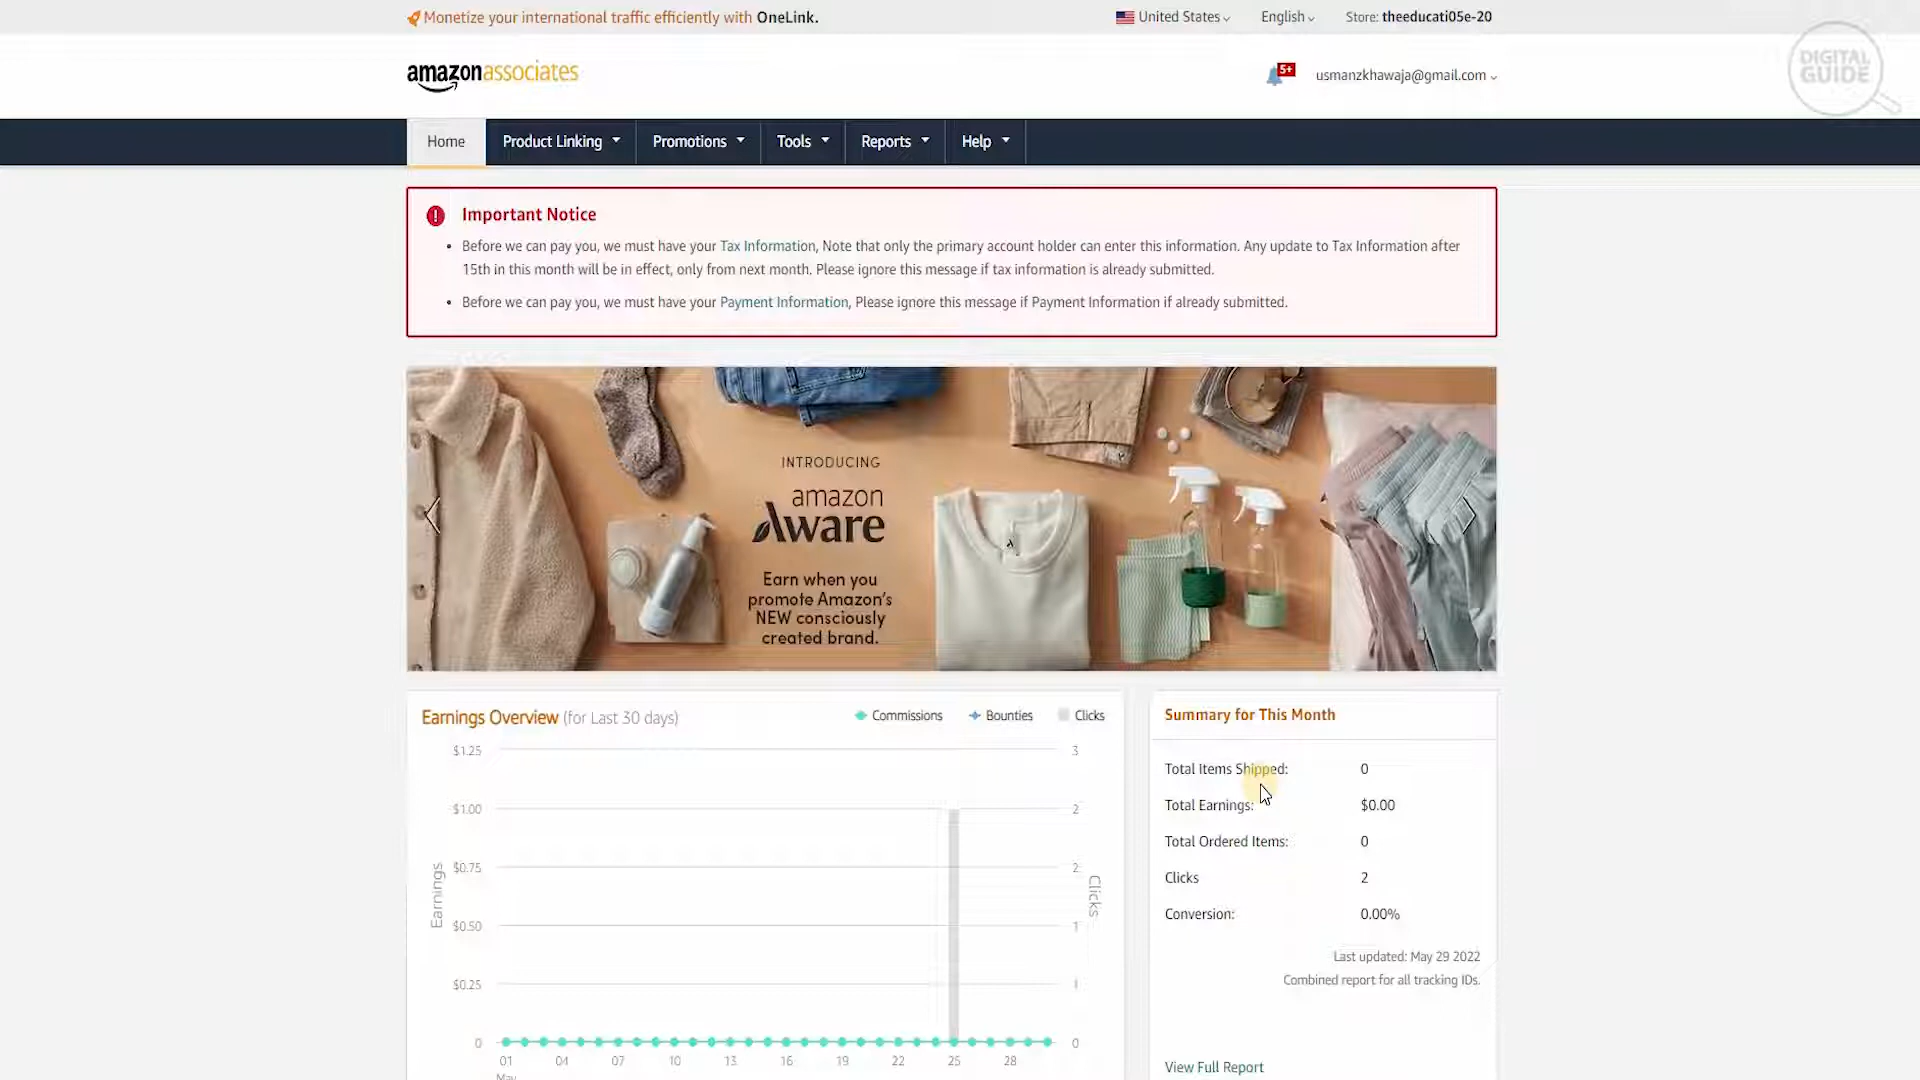 Monetize your international traffic efficiently with OneLink.
United States
English
Store: theeducati05e-20
DIGITAL
GUIDE
amazonassociates
5+
usmanzkhawaja@gmail.com
Home
Product Linking
Promotions
Tools
Reports
Help
Important Notice
• Before we can pay you, we must have your Tax Information, Note that only the primary account holder can enter this information. Any update to Tax Information after
15th in this month will be in effect, only from next month. Please ignore this message if tax information is already submitted.
• Before we can pay you, we must have your Payment Information, Please ignore this message if Payment Information if already submitted.
INTRODUCING
amazon
Aware
Earn when you
promote Amazon's
NEW consciously
created brand.
Earnings Overview (for Last 30 days)
Commissions
Bounties
Clicks
$1.25
$1.00
$0.75
$0.50
$0.25
0
Earnings
3
2
2
1
1
0
Clicks
01 04 07 10 13 16 19 22 25 28
May
Summary for This Month
Total Items Shipped: 0
Total Earnings: $0.00
Total Ordered Items: 0
Clicks 2
Conversion: 0.00%
Last updated: May 29 2022
Combined report for all tracking IDs.
View Full Report